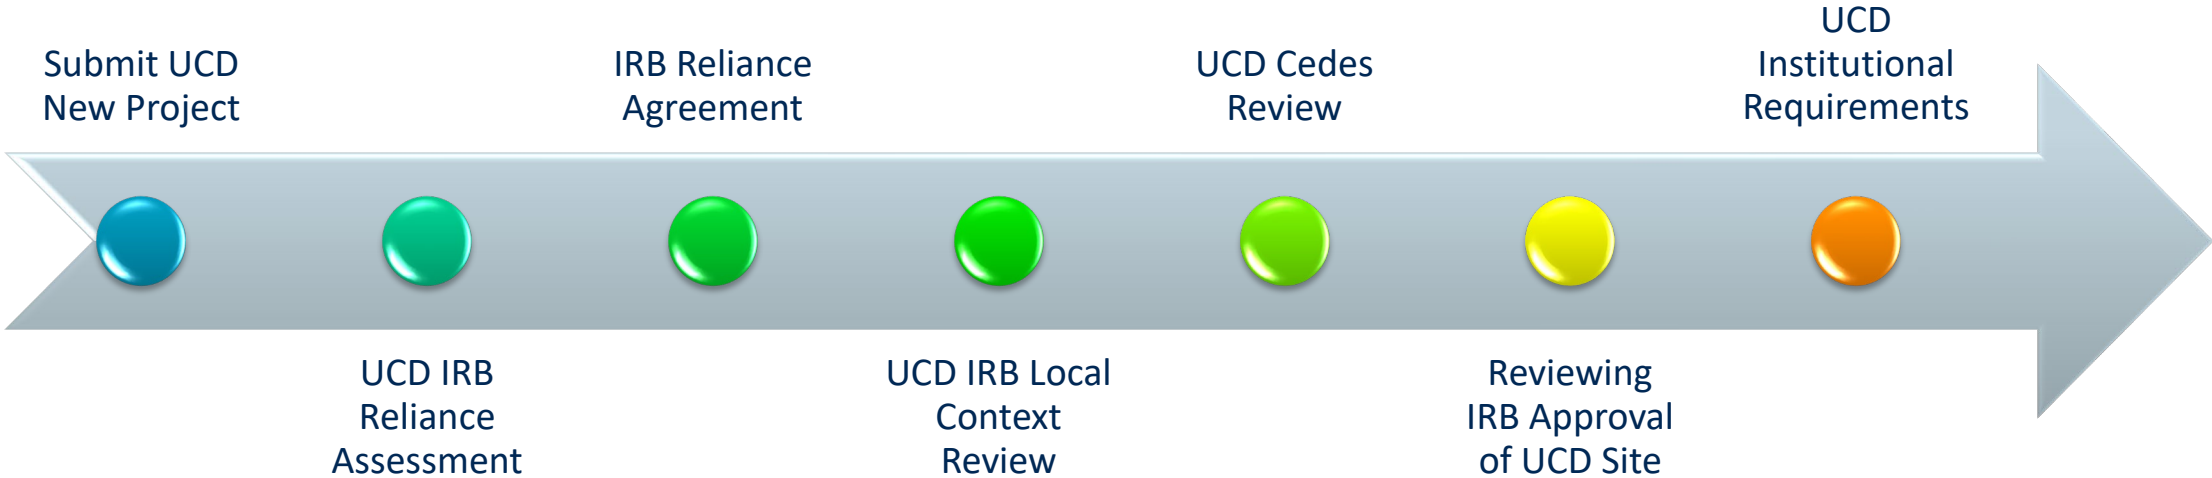 Submit UCD
New Project
UCD IRB
Reliance
Assessment
IRB Reliance
Agreement
UCD IRB Local
Context
Review
UCD Cedes
Review
Reviewing
IRB Approval
of UCD Site
UCD
Institutional
Requirements